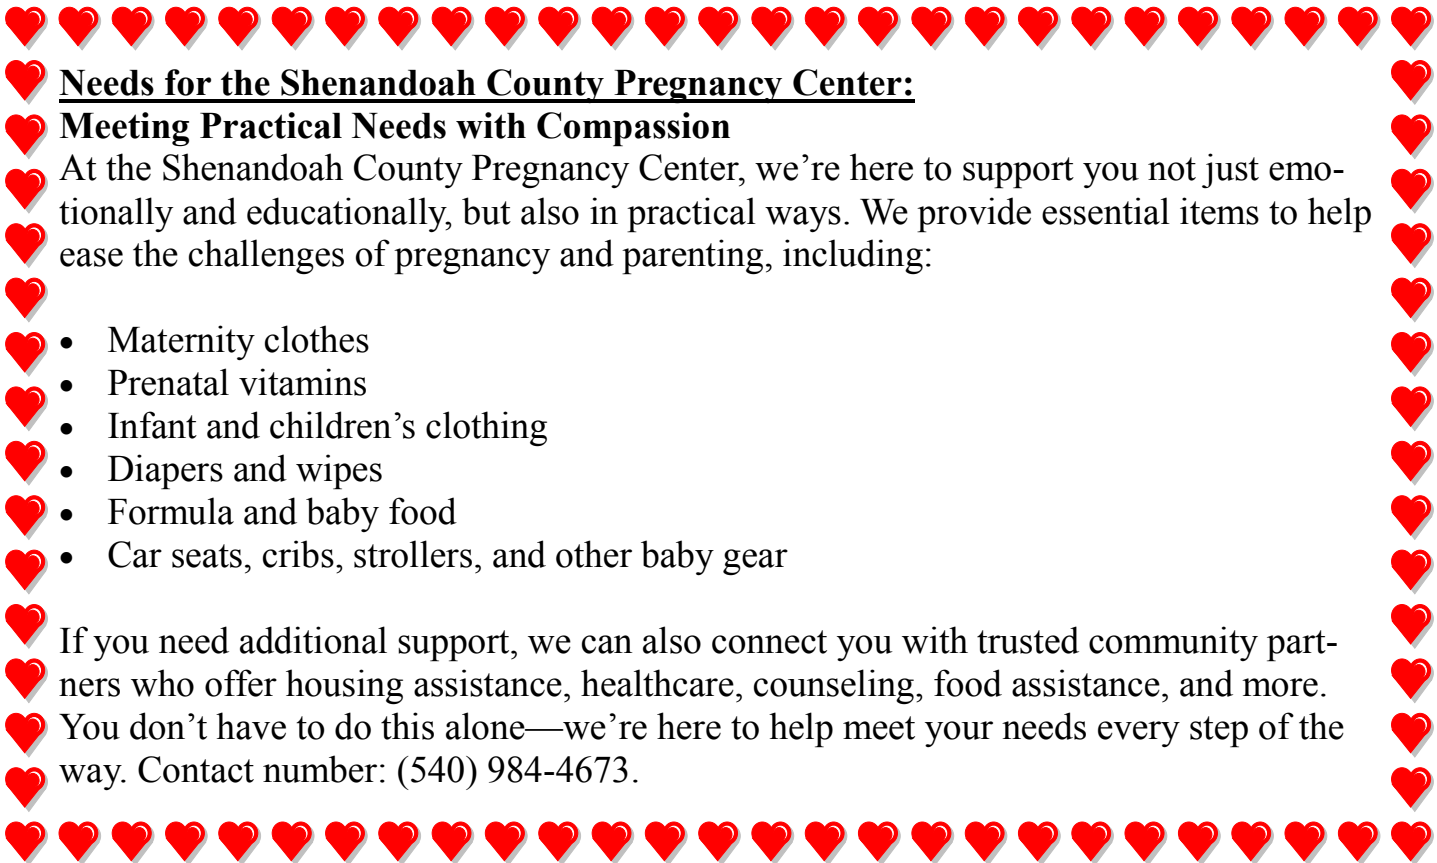 Needs for the Shenandoah County Pregnancy Center:
Meeting Practical Needs with Compassion
At the Shenandoah County Pregnancy Center, we’re here to support you not just emo-
tionally and educationally, but also in practical ways. We provide essential items to help
ease the challenges of pregnancy and parenting, including:
• Maternity clothes
• Prenatal vitamins
• Infant and children’s clothing
• Diapers and wipes
• Formula and baby food
• Car seats, cribs, strollers, and other baby gear
If you need additional support, we can also connect you with trusted community part-
ners who offer housing assistance, healthcare, counseling, food assistance, and more.
You don’t have to do this alone—we’re here to help meet your needs every step of the
way. Contact number: (540) 984-4673.